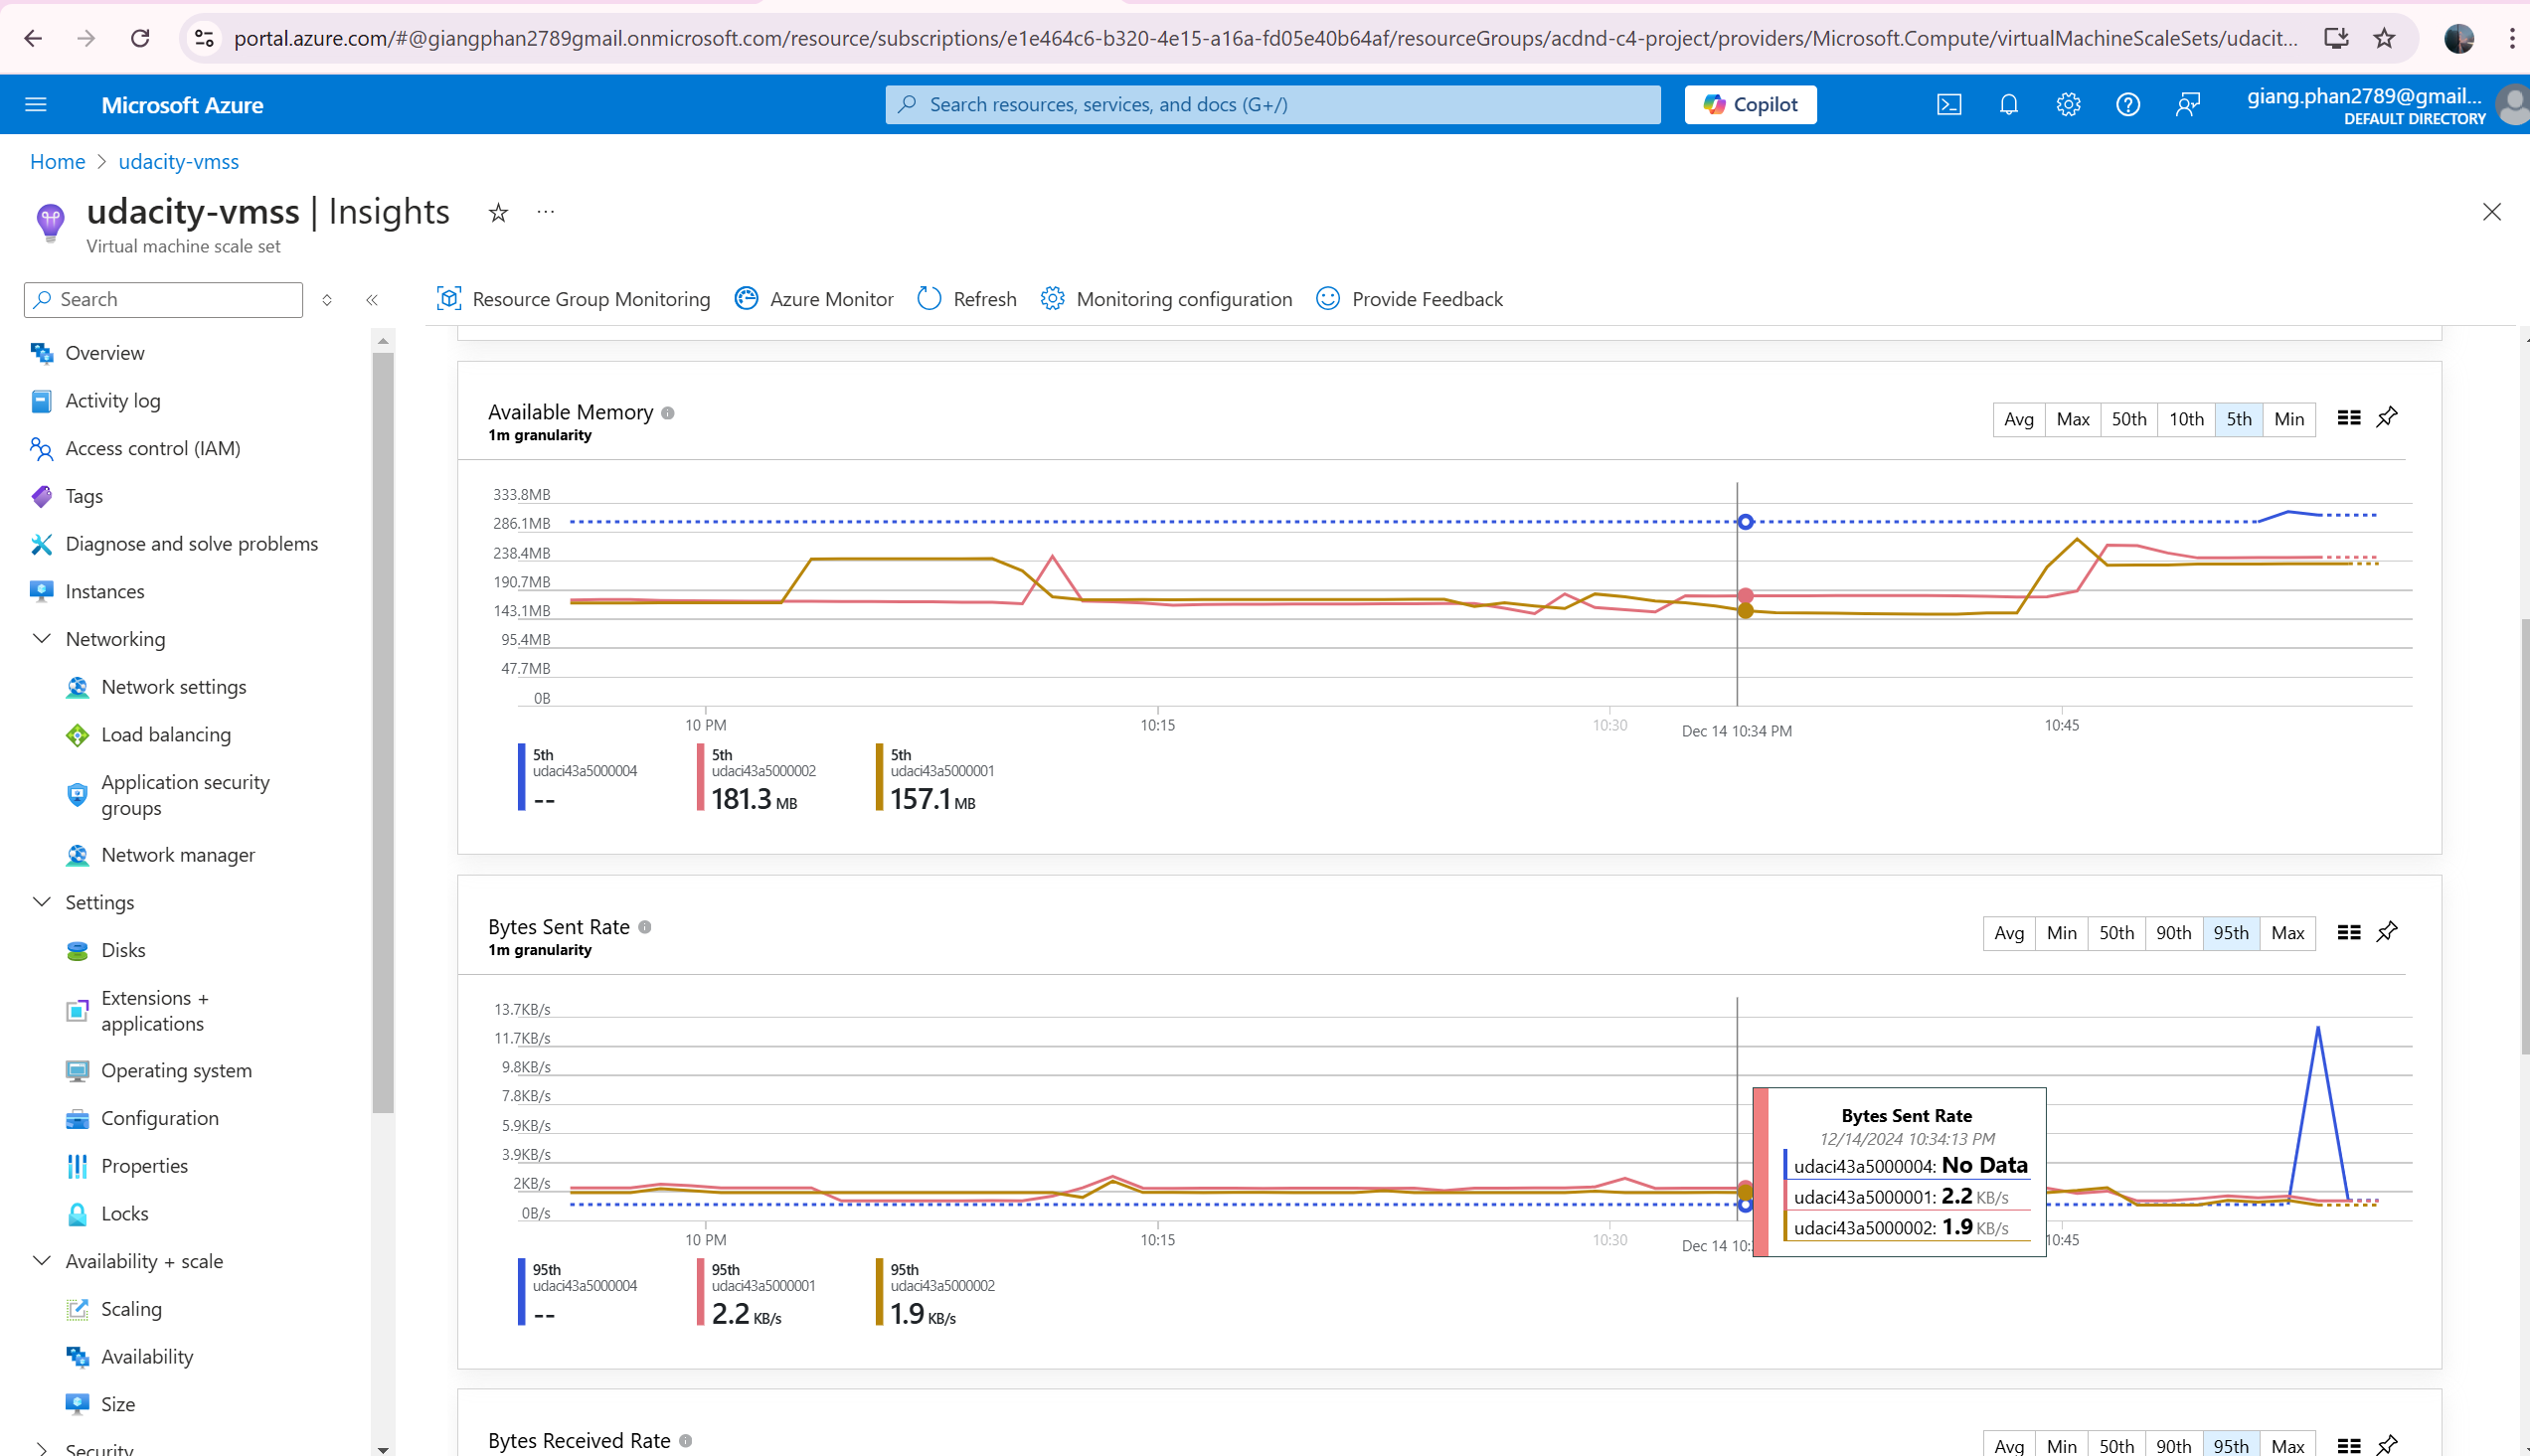 portal.azure.com/#@giangphan2789gmail.onmicrosoft.com/resource/subscriptions/e1e464c6-b320-4e15-a16a-fd05e40b64af/resourceGroups/acdnd-c4-project/providers/Microsoft.Compute/virtualMachineScaleSets/udacit...
Microsoft Azure
Search resources, services, and docs (G+/)
Copilot
giang.phan2789@gmail...
DEFAULT DIRECTORY
Home > udacity-vmss
udacity-vmss | Insights
Virtual machine scale set
Search
Overview
Activity log
Access control (IAM)
Tags
Diagnose and solve problems
Instances
Networking
Network settings
Load balancing
Application security
groups
Network manager
Settings
Disks
Extensions +
applications
Operating system
Configuration
Properties
Locks
Availability + scale
Scaling
Availability
Size
Security
Resource Group Monitoring
Azure Monitor
Refresh
Monitoring configuration
Provide Feedback
Available Memory
1m granularity
Avg Max 50th 10th 5th Min
333.8MB
286.1MB
238.4MB
190.7MB
143.1MB
95.4MB
47.7MB
0B
10 PM 10:15 10:30 Dec 14 10:34 PM 10:45
5th
udaci43a5000004
--
5th
udaci43a5000002
181.3 MB
5th
udaci43a5000001
157.1 MB
Bytes Sent Rate
1m granularity
Avg Min 50th 90th 95th Max
13.7KB/s
11.7KB/s
9.8KB/s
7.8KB/s
5.9KB/s
3.9KB/s
2KB/s
0B/s
10 PM 10:15 10:30 Dec 14 10: 10:45
Bytes Sent Rate
12/14/2024 10:34:13 PM
udaci43a5000004: No Data
udaci43a5000001: 2.2 KB/s
udaci43a5000002: 1.9 KB/s
95th
udaci43a5000004
--
95th
udaci43a5000001
2.2 KB/s
95th
udaci43a5000002
1.9 KB/s
Bytes Received Rate
Avg Min 50th 90th 95th Max